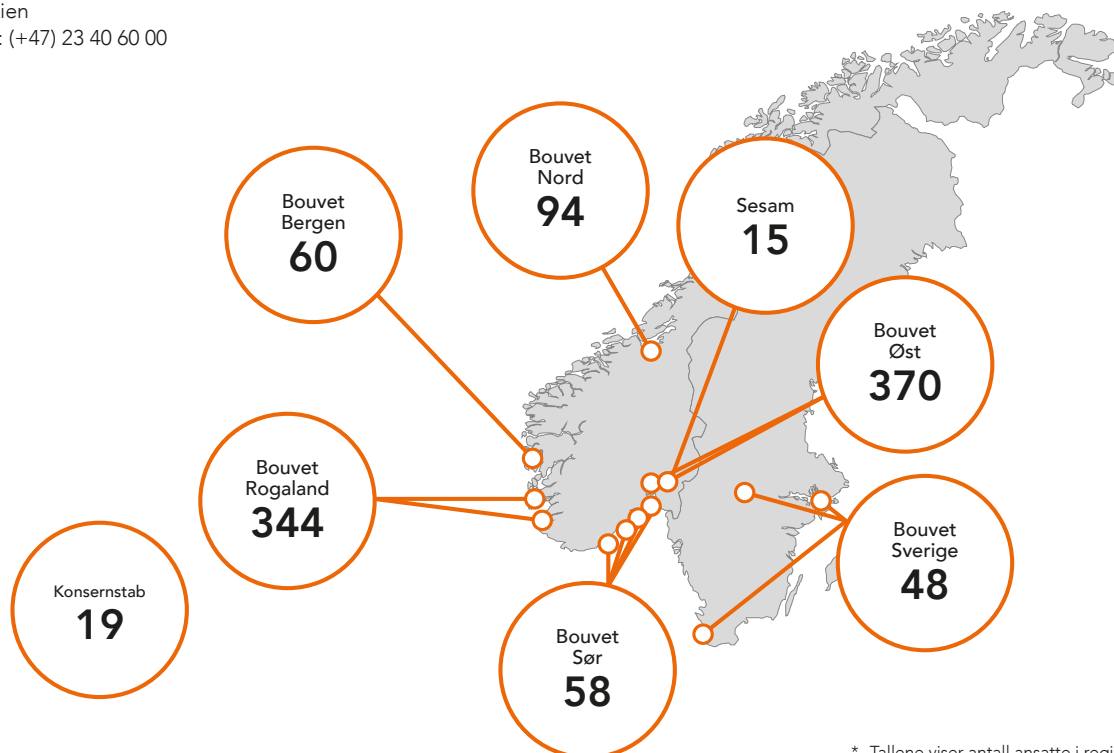 : (+47) 23 40 60 00
Bouvet
Nord
94
Bouvet
Bergen
60
Sesam
15
Bouvet
Øst
370
Bouvet
Rogaland
344
Bouvet
Sverige
48
Konsernstab
19
Bouvet
Sør
58
* Tallene viser antall ansatte i